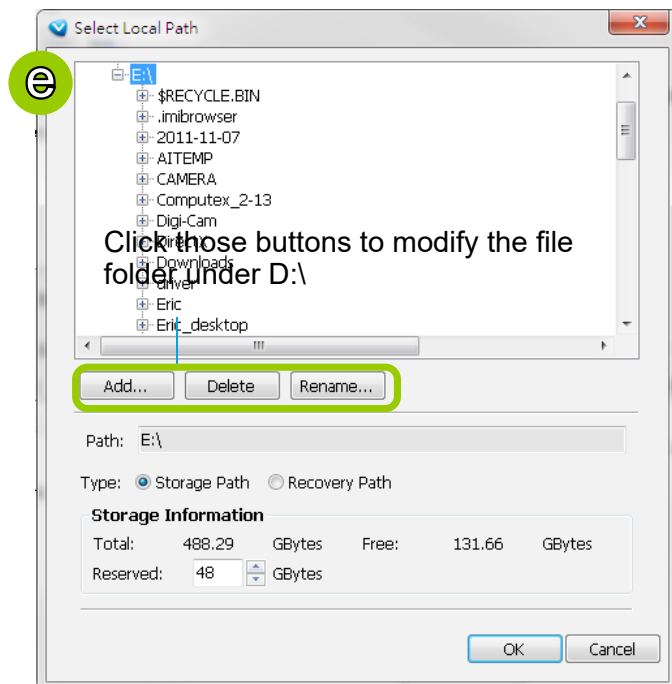 Select Local Path
e
E:\
$RECYCLE.BIN
.imibrowser
2011-11-07
AITEMP
CAMERA
Computex_2-13
Digi-Cam
DirectX
Click those buttons to modify the file
Downloads
folder under D:\
driver
Eric
Eric_desktop
Add... Delete Rename...
Path: E:\
Type: Storage Path Recovery Path
Storage Information
Total: 488.29 GBytes Free: 131.66 GBytes
Reserved: 48 GBytes
OK Cancel